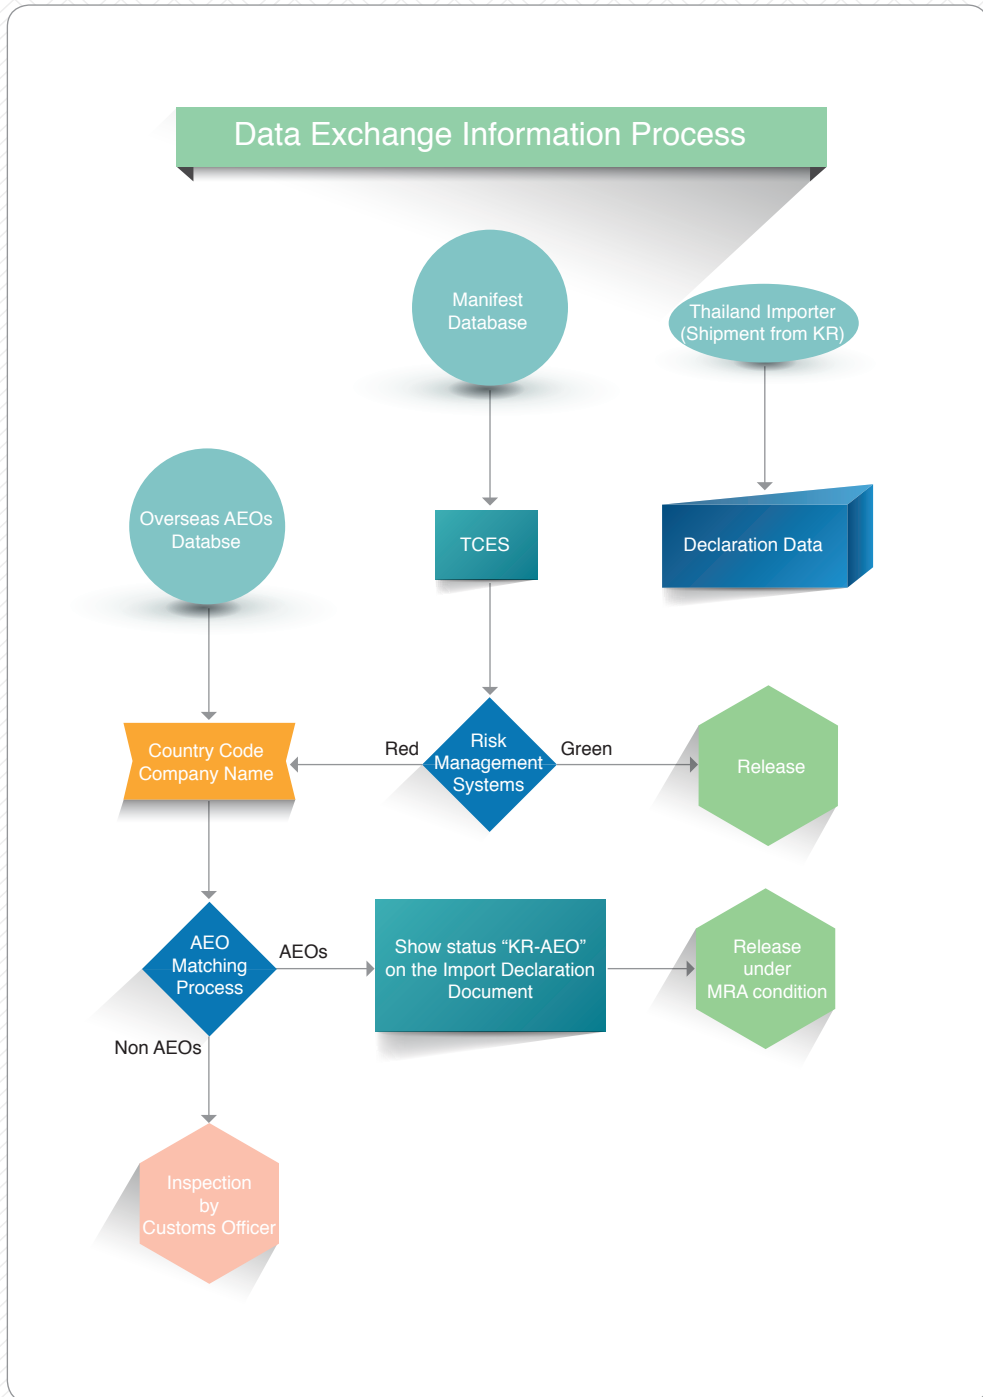 Data Exchange Information Process
Manifest
Database
Thailand Importer
(Shipment from KR)
Overseas AEOs
Databse
TCES
Declaration Data
Country Code
Company Name
Red
Risk
Management
Systems
Green
Release
AEO
Matching
Process
AEOs
Show status “KR-AEO”
on the Import Declaration
Document
Release
under
MRA condition
Non AEOs
Inspection
by
Customs Officer